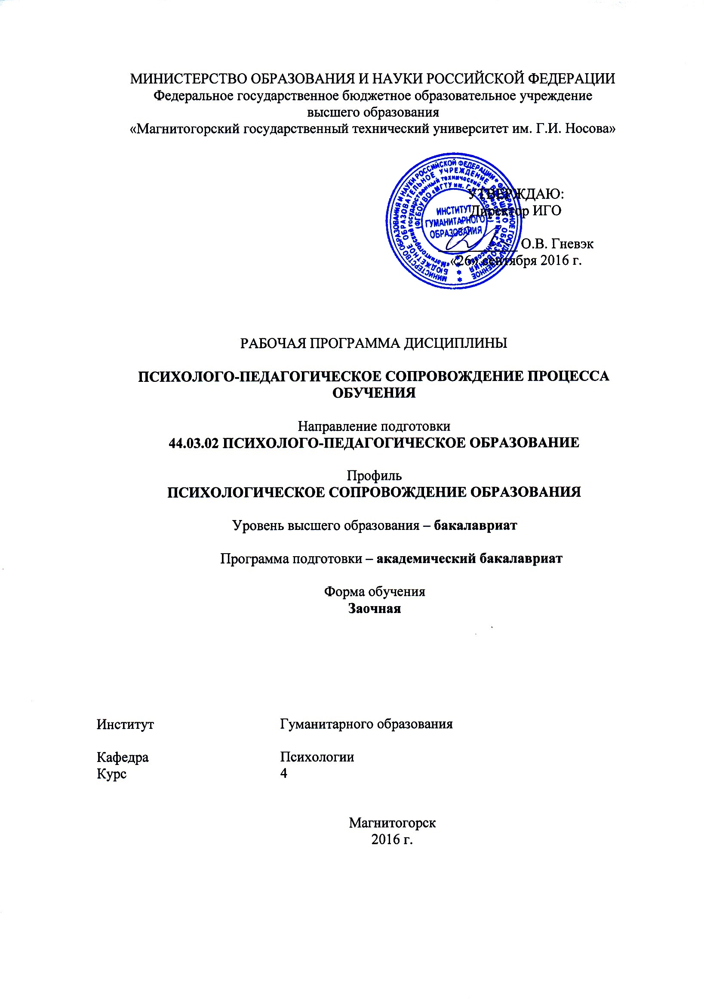 МИНИСТЕРСТВО ОБРАЗОВАНИЯ И НАУКИ РОССИЙСКОЙ ФЕДЕРАЦИИ
Федеральное государственное бюджетное образовательное учреждение
высшего образования
«Магнитогорский государственный технический университет им. Г.И. Носова»
УТВЕРЖДАЮ:
Директор ИГО
О.В. Гневэк
«26» сентября 2016 г.
МИНИСТЕРСТВО ОБРАЗОВАНИЯ И НАУКИ РОССИЙСКОЙ ФЕДЕРАЦИИ * ФЕДЕРАЛЬНОЕ ГОСУДАРСТВЕННОЕ
БЮДЖЕТНОЕ ОБРАЗОВАТЕЛЬНОЕ УЧРЕЖДЕНИЕ ВЫСШЕГО ОБРАЗОВАНИЯ
«Магнитогорский государственный технический университет им. Г.И. Носова»
(ФГБОУ ВО «МГТУ им. Г.И. Носова»)
ИНСТИТУТ
ГУМАНИТАРНОГО
ОБРАЗОВАНИЯ
РАБОЧАЯ ПРОГРАММА ДИСЦИПЛИНЫ
ПСИХОЛОГО-ПЕДАГОГИЧЕСКОЕ СОПРОВОЖДЕНИЕ ПРОЦЕССА
ОБУЧЕНИЯ
Направление подготовки
44.03.02 ПСИХОЛОГО-ПЕДАГОГИЧЕСКОЕ ОБРАЗОВАНИЕ
Профиль
ПСИХОЛОГИЧЕСКОЕ СОПРОВОЖДЕНИЕ ОБРАЗОВАНИЯ
Уровень высшего образования – бакалавриат
Программа подготовки – академический бакалавриат
Форма обучения
Заочная
Институт Гуманитарного образования
Кафедра Психологии
Курс 4
Магнитогорск
2016 г.